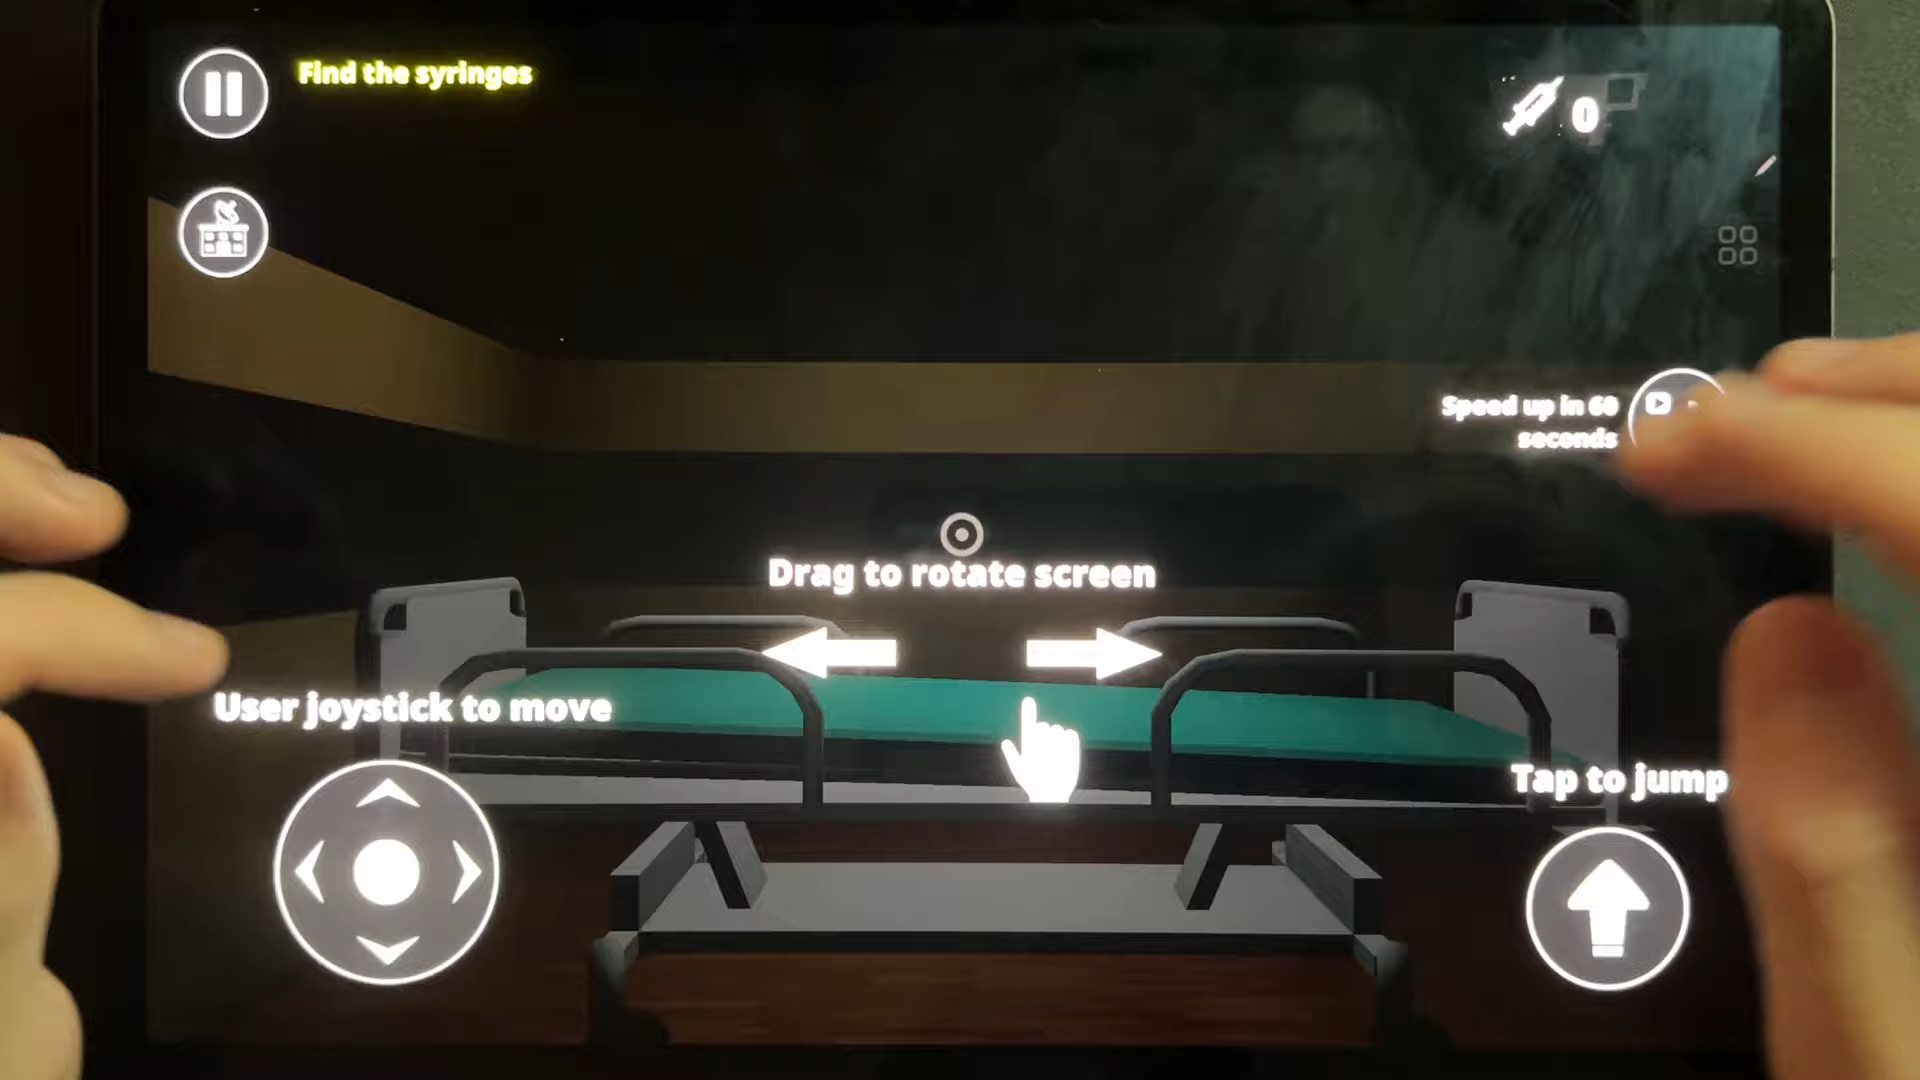 Find the syringes
0
Speed up in 60
seconds
Drag to rotate screen
User joystick to move
Tap to jump